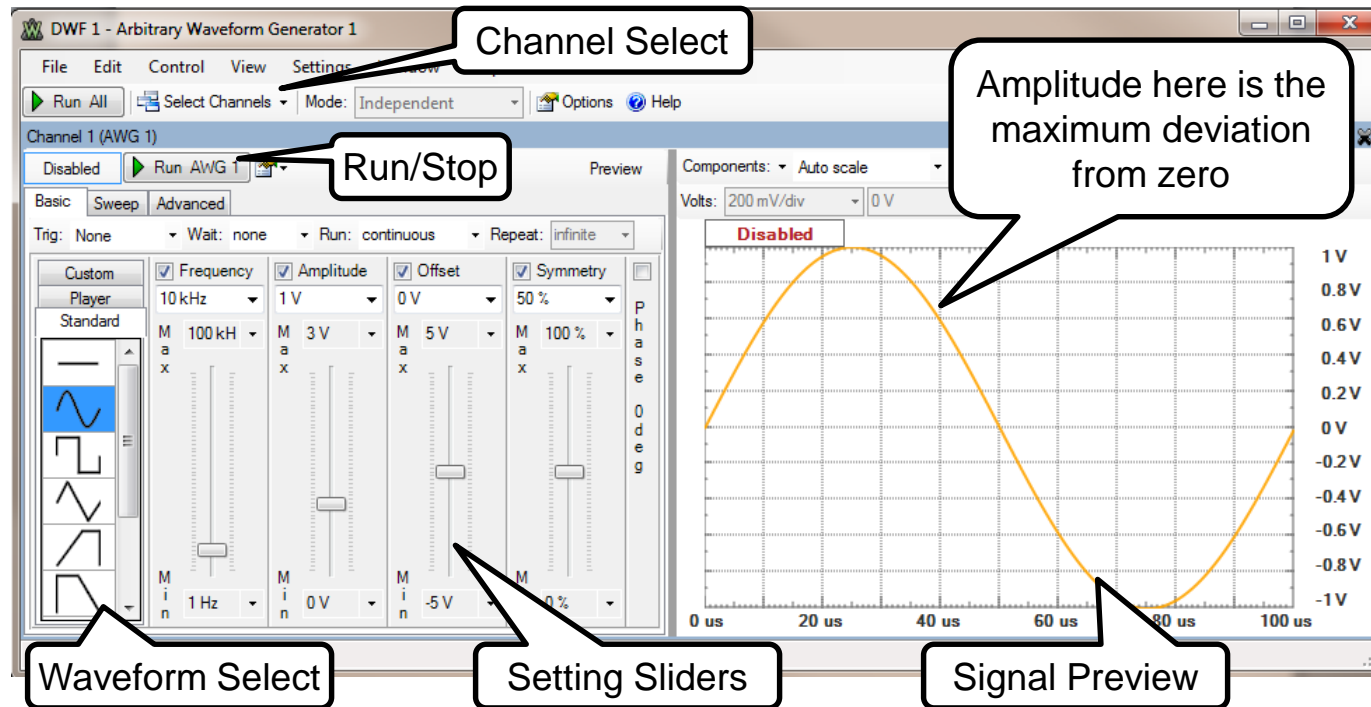 DWF 1 - Arbitrary Waveform Generator 1
Channel Select
File Edit Control View Settings
Run All Select Channels Mode: Independent Options Help
Amplitude here is the
maximum deviation
from zero
Channel 1 (AWG 1)
Disabled Run AWG 1 Preview
Run/Stop
Components: Auto scale
Basic Sweep Advanced
Volts: 200 mV/div 0 V
Trig: None Wait: none Run: continuous Repeat: infinite
Disabled
Custom Frequency Amplitude Offset Symmetry
Player 10 kHz 1 V 0 V 50 %
Standard
Max 100 kH Max 3 V Max 5 V Max 100 %
Phase 0deg
Min 1 Hz Min 0 V Min -5 V M 0 %
1 V
0.8 V
0.6 V
0.4 V
0.2 V
0 V
-0.2 V
-0.4 V
-0.6 V
-0.8 V
-1 V
0 us 20 us 40 us 60 us 80 us 100 us
Waveform Select
Setting Sliders
Signal Preview